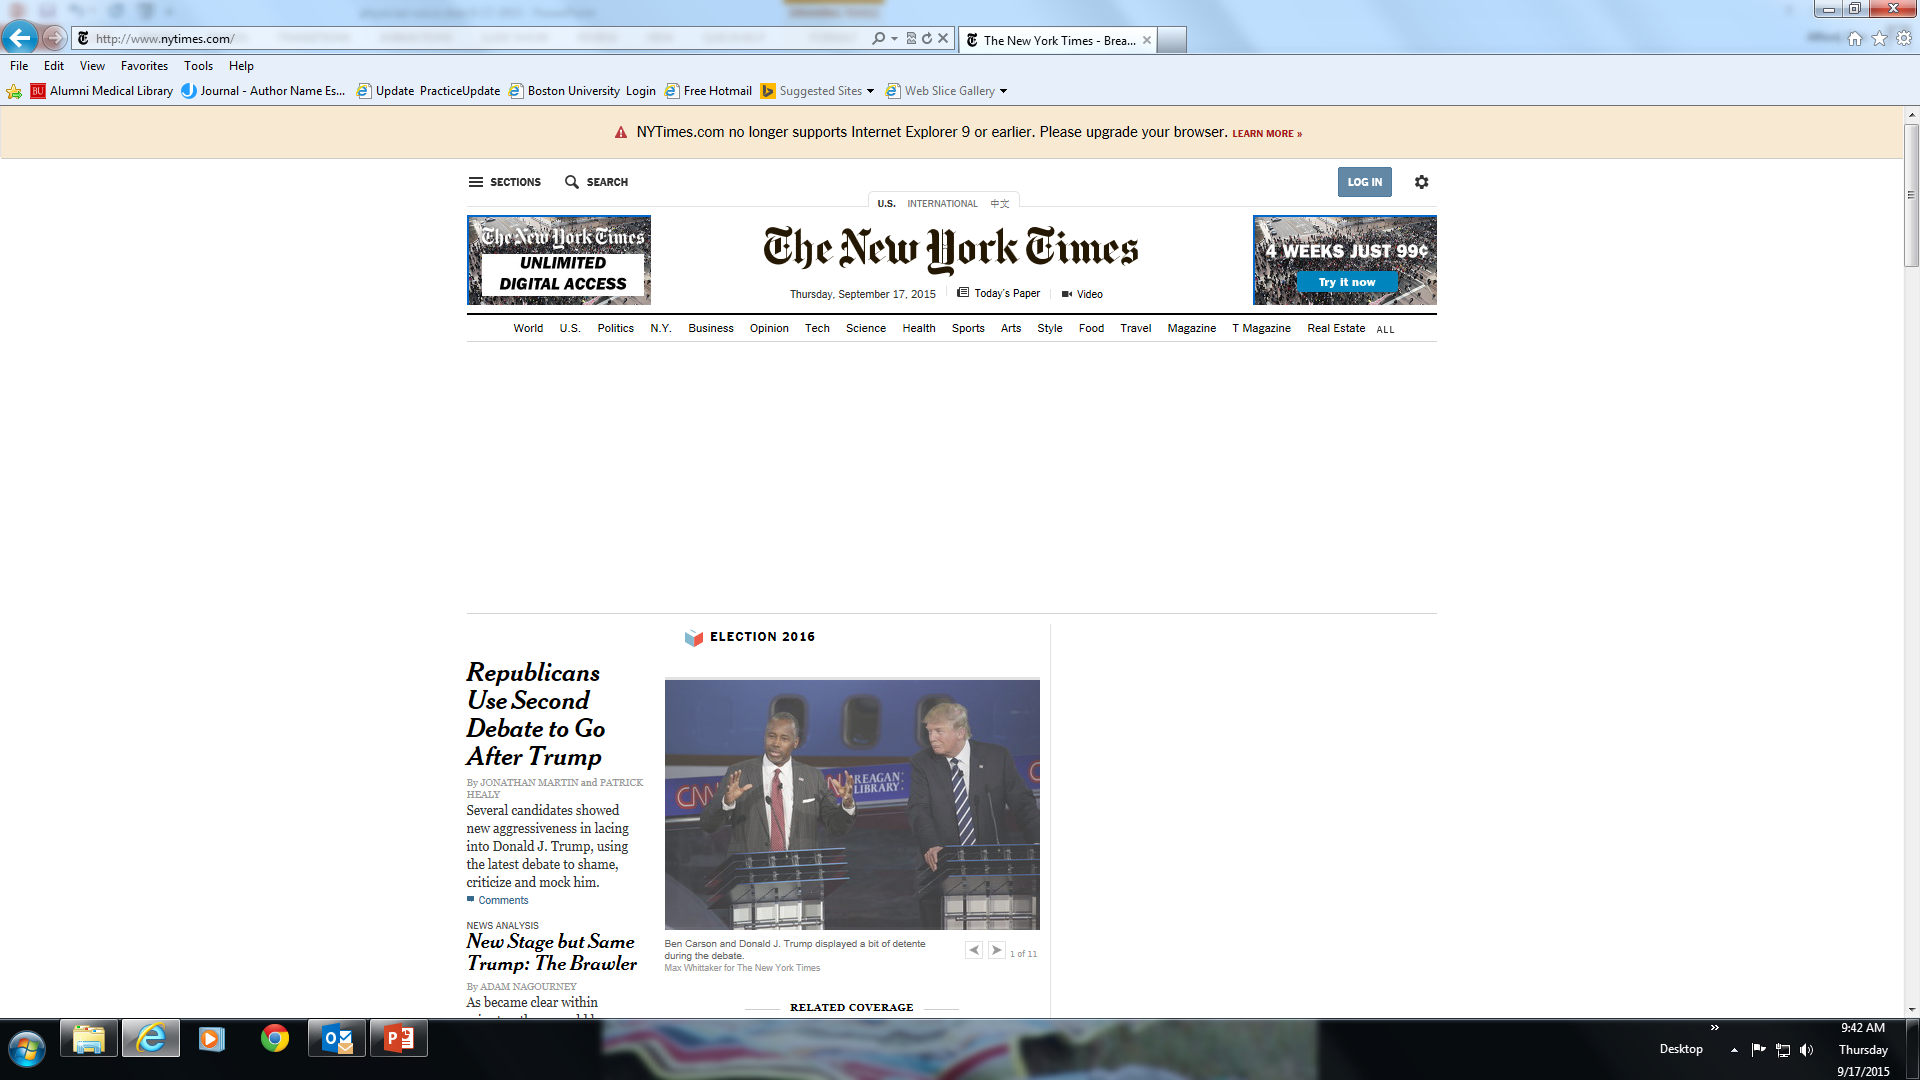 http://www.nytimes.com/
The New York Times - Brea...
File Edit View Favorites Tools Help
BU Alumni Medical Library Journal - Author Name Es... Update PracticeUpdate Boston University Login Free Hotmail Suggested Sites Web Slice Gallery
NYTimes.com no longer supports Internet Explorer 9 or earlier. Please upgrade your browser. LEARN MORE »
SECTIONS SEARCH
LOG IN
U.S. INTERNATIONAL 中文
The New York Times
UNLIMITED
DIGITAL ACCESS
The New York Times
4 WEEKS JUST 99¢
Try it now
Thursday, September 17, 2015 Today's Paper Video
World U.S. Politics N.Y. Business Opinion Tech Science Health Sports Arts Style Food Travel Magazine T Magazine Real Estate ALL
ELECTION 2016
Republicans
Use Second
Debate to Go
After Trump
By JONATHAN MARTIN and PATRICK
HEALY
Several candidates showed
new aggressiveness in lacing
into Donald J. Trump, using
the latest debate to shame,
criticize and mock him.
Comments
NEWS ANALYSIS
New Stage but Same
Trump: The Brawler
By ADAM NAGOURNEY
As became clear within
CNN
REAGAN
LIBRARY
Ben Carson and Donald J. Trump displayed a bit of detente
during the debate.
Max Whittaker for The New York Times
1 of 11
RELATED COVERAGE
Desktop
9:42 AM
Thursday
9/17/2015